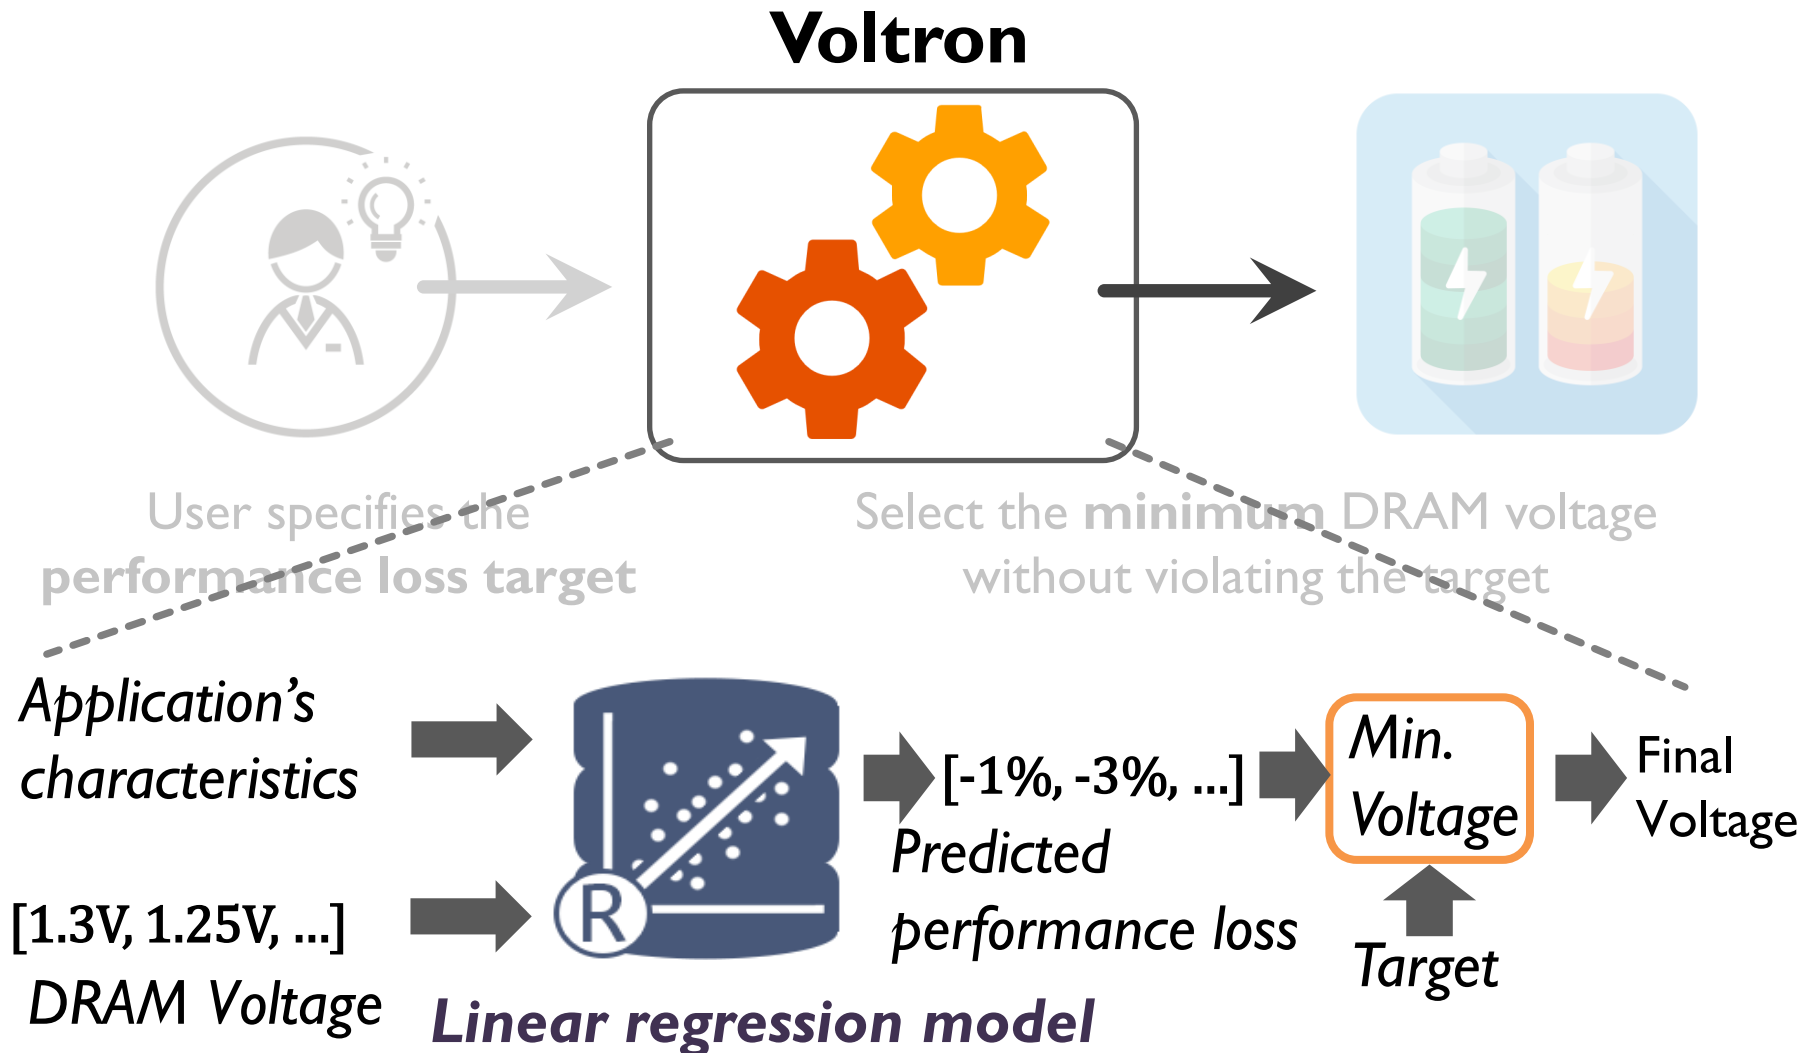 Voltron
User specifies the
performance loss target
Select the minimum DRAM voltage
without violating the target
Application’s
characteristics
[1.3V, 1.25V, ...]
DRAM Voltage
R
Linear regression model
[-1%, -3%, ...]
Predicted
performance loss
Min.
Voltage
Target
Final
Voltage